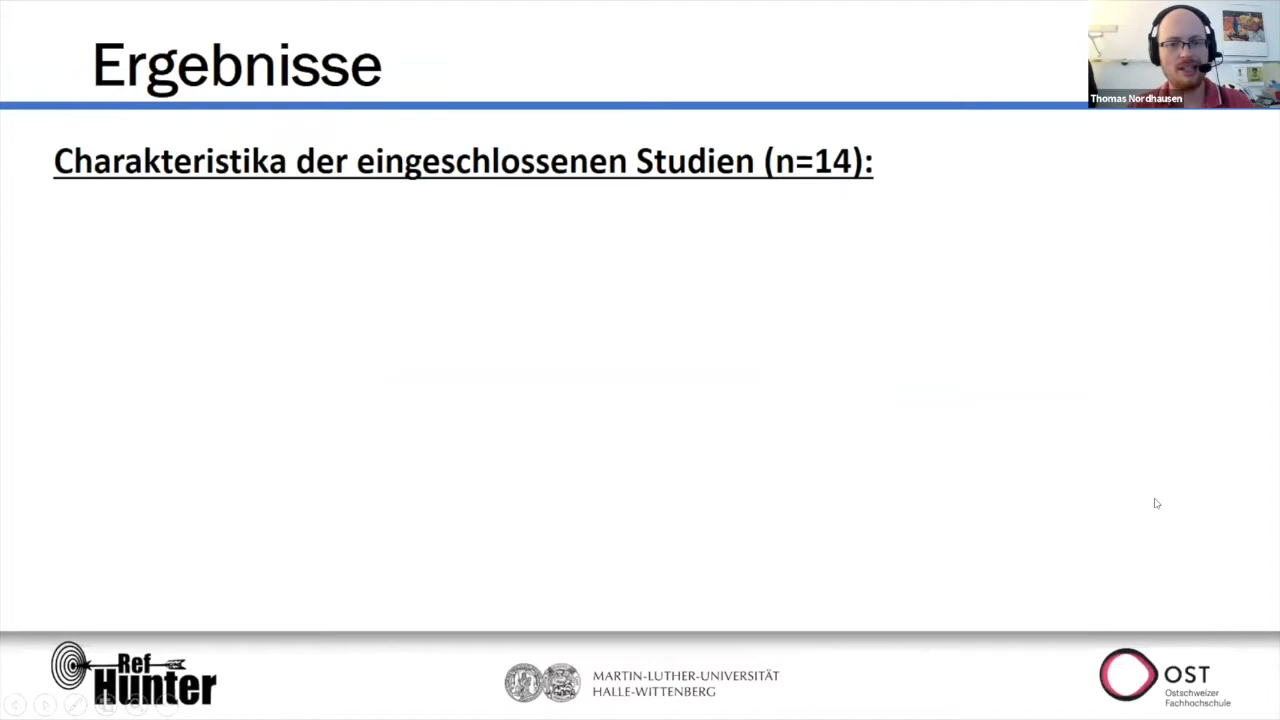 Ergebnisse
Thomas Nordhausen
Charakteristika der eingeschlossenen Studien (n=14):
Ref
Hunter
MARTIN-LUTHER-UNIVERSITÄT
HALLE-WITTENBERG
OST
Ostschweizer
Fachhochschule